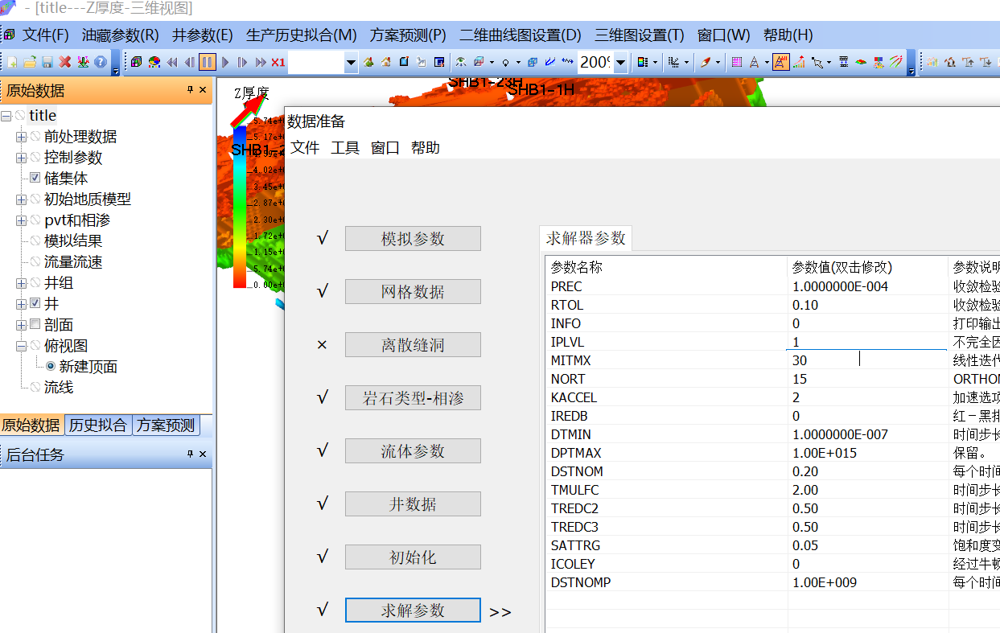 - [title---Z厚度-三维视图]
文件(F) 油藏参数(R) 井参数(E) 生产历史拟合(M) 方案预测(P) 二维曲线图设置(D) 三维图设置(T) 窗口(W) 帮助(H)
X1 200%
原始数据
title
前处理数据
控制参数
储集体
初始地质模型
pvt和相渗
模拟结果
流量流速
井组
井
剖面
俯视图
新建顶面
流线
原始数据 历史拟合 方案预测
后台任务
Z厚度
SHB1-23H
SHB1-1H
5.74e+
5.17e+
SHB1-2
4.02e+
3.45e+
2.87e+
2.30e+
1.72e+
1.15e+
5.74e+
0.00e+
数据准备
文件 工具 窗口 帮助
√ 模拟参数
√ 网格数据
× 离散缝洞
√ 岩石类型-相渗
√ 流体参数
√ 井数据
√ 初始化
√ 求解参数 >>
求解器参数
参数名称 参数值(双击修改) 参数说明
PREC 1.0000000E-004 收敛检验
RTOL 0.10 收敛检验
INFO 0 打印输出
IPLVL 1 不完全因
MITMX 30 线性迭代
NORT 15 ORTHON
KACCEL 2 加速选项
IREDB 0 红－黑排
DTMIN 1.0000000E-007 时间步长
DPTMAX 1.00E+015 保留。
DSTNOM 0.20 每个时间
TMULFC 2.00 时间步长
TREDC2 0.50 时间步长
TREDC3 0.50 时间步长
SATTRG 0.05 饱和度变
ICOLEY 0 经过牛顿
DSTNOMP 1.00E+009 每个时间